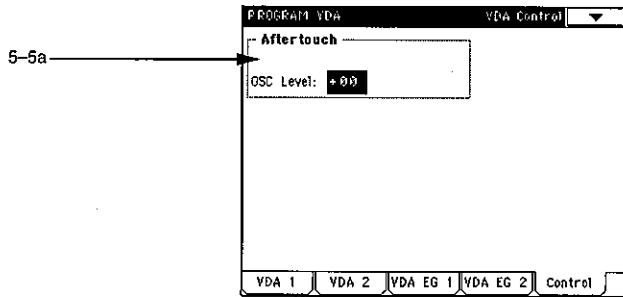 PROGRAM VDA VDA Control
Aftertouch
5–5a
OSC Level: +00
VDA 1 VDA 2 VDA EG 1 VDA EG 2 Control